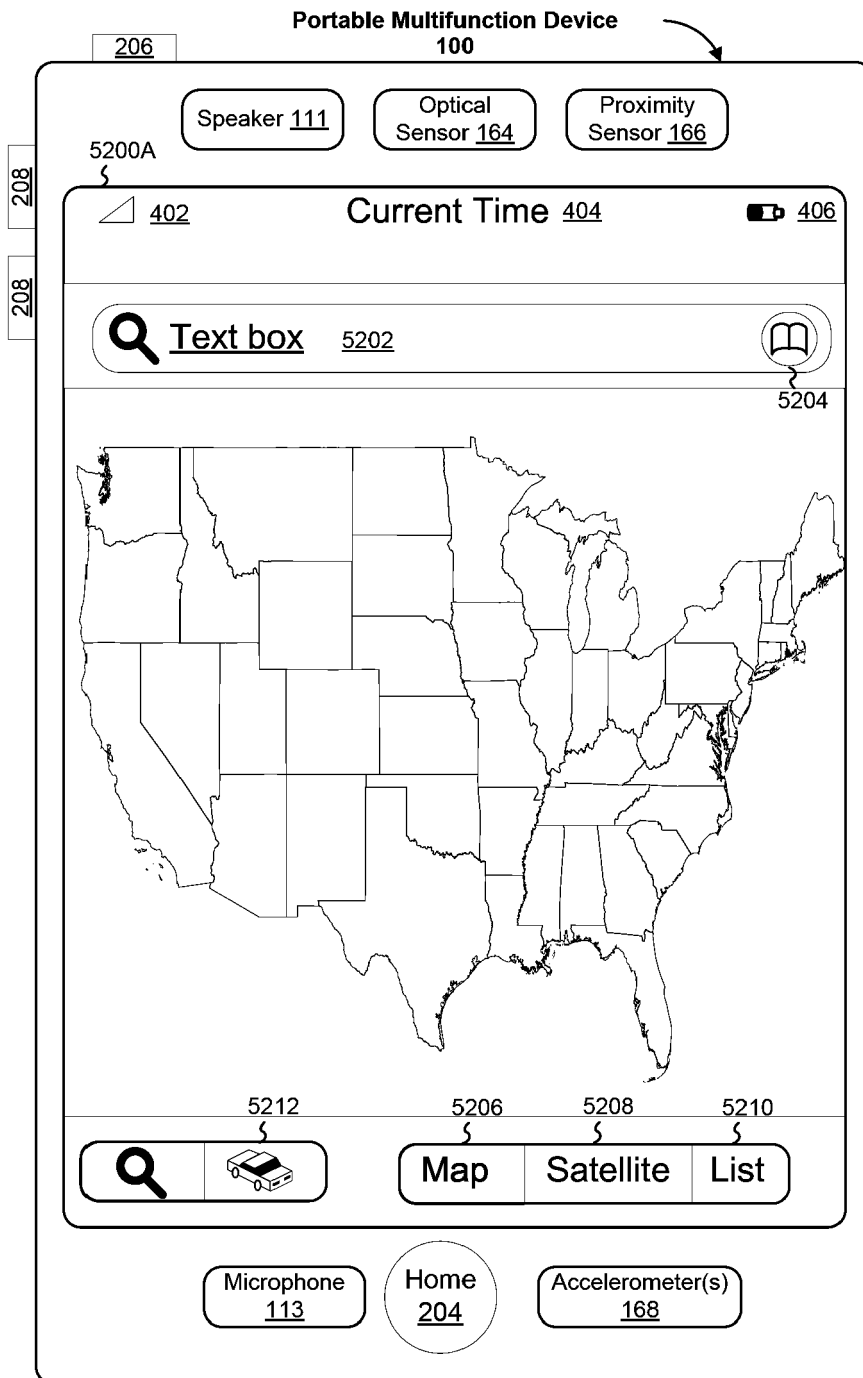 Portable Multifunction Device
100
206
Speaker 111
Optical
Sensor 164
Proximity
Sensor 166
5200A
208
208
402
Current Time 404
406
Text box 5202
5204
5212
5206
5208
5210
Map
Satellite
List
Microphone
113
Home
204
Accelerometer(s)
168